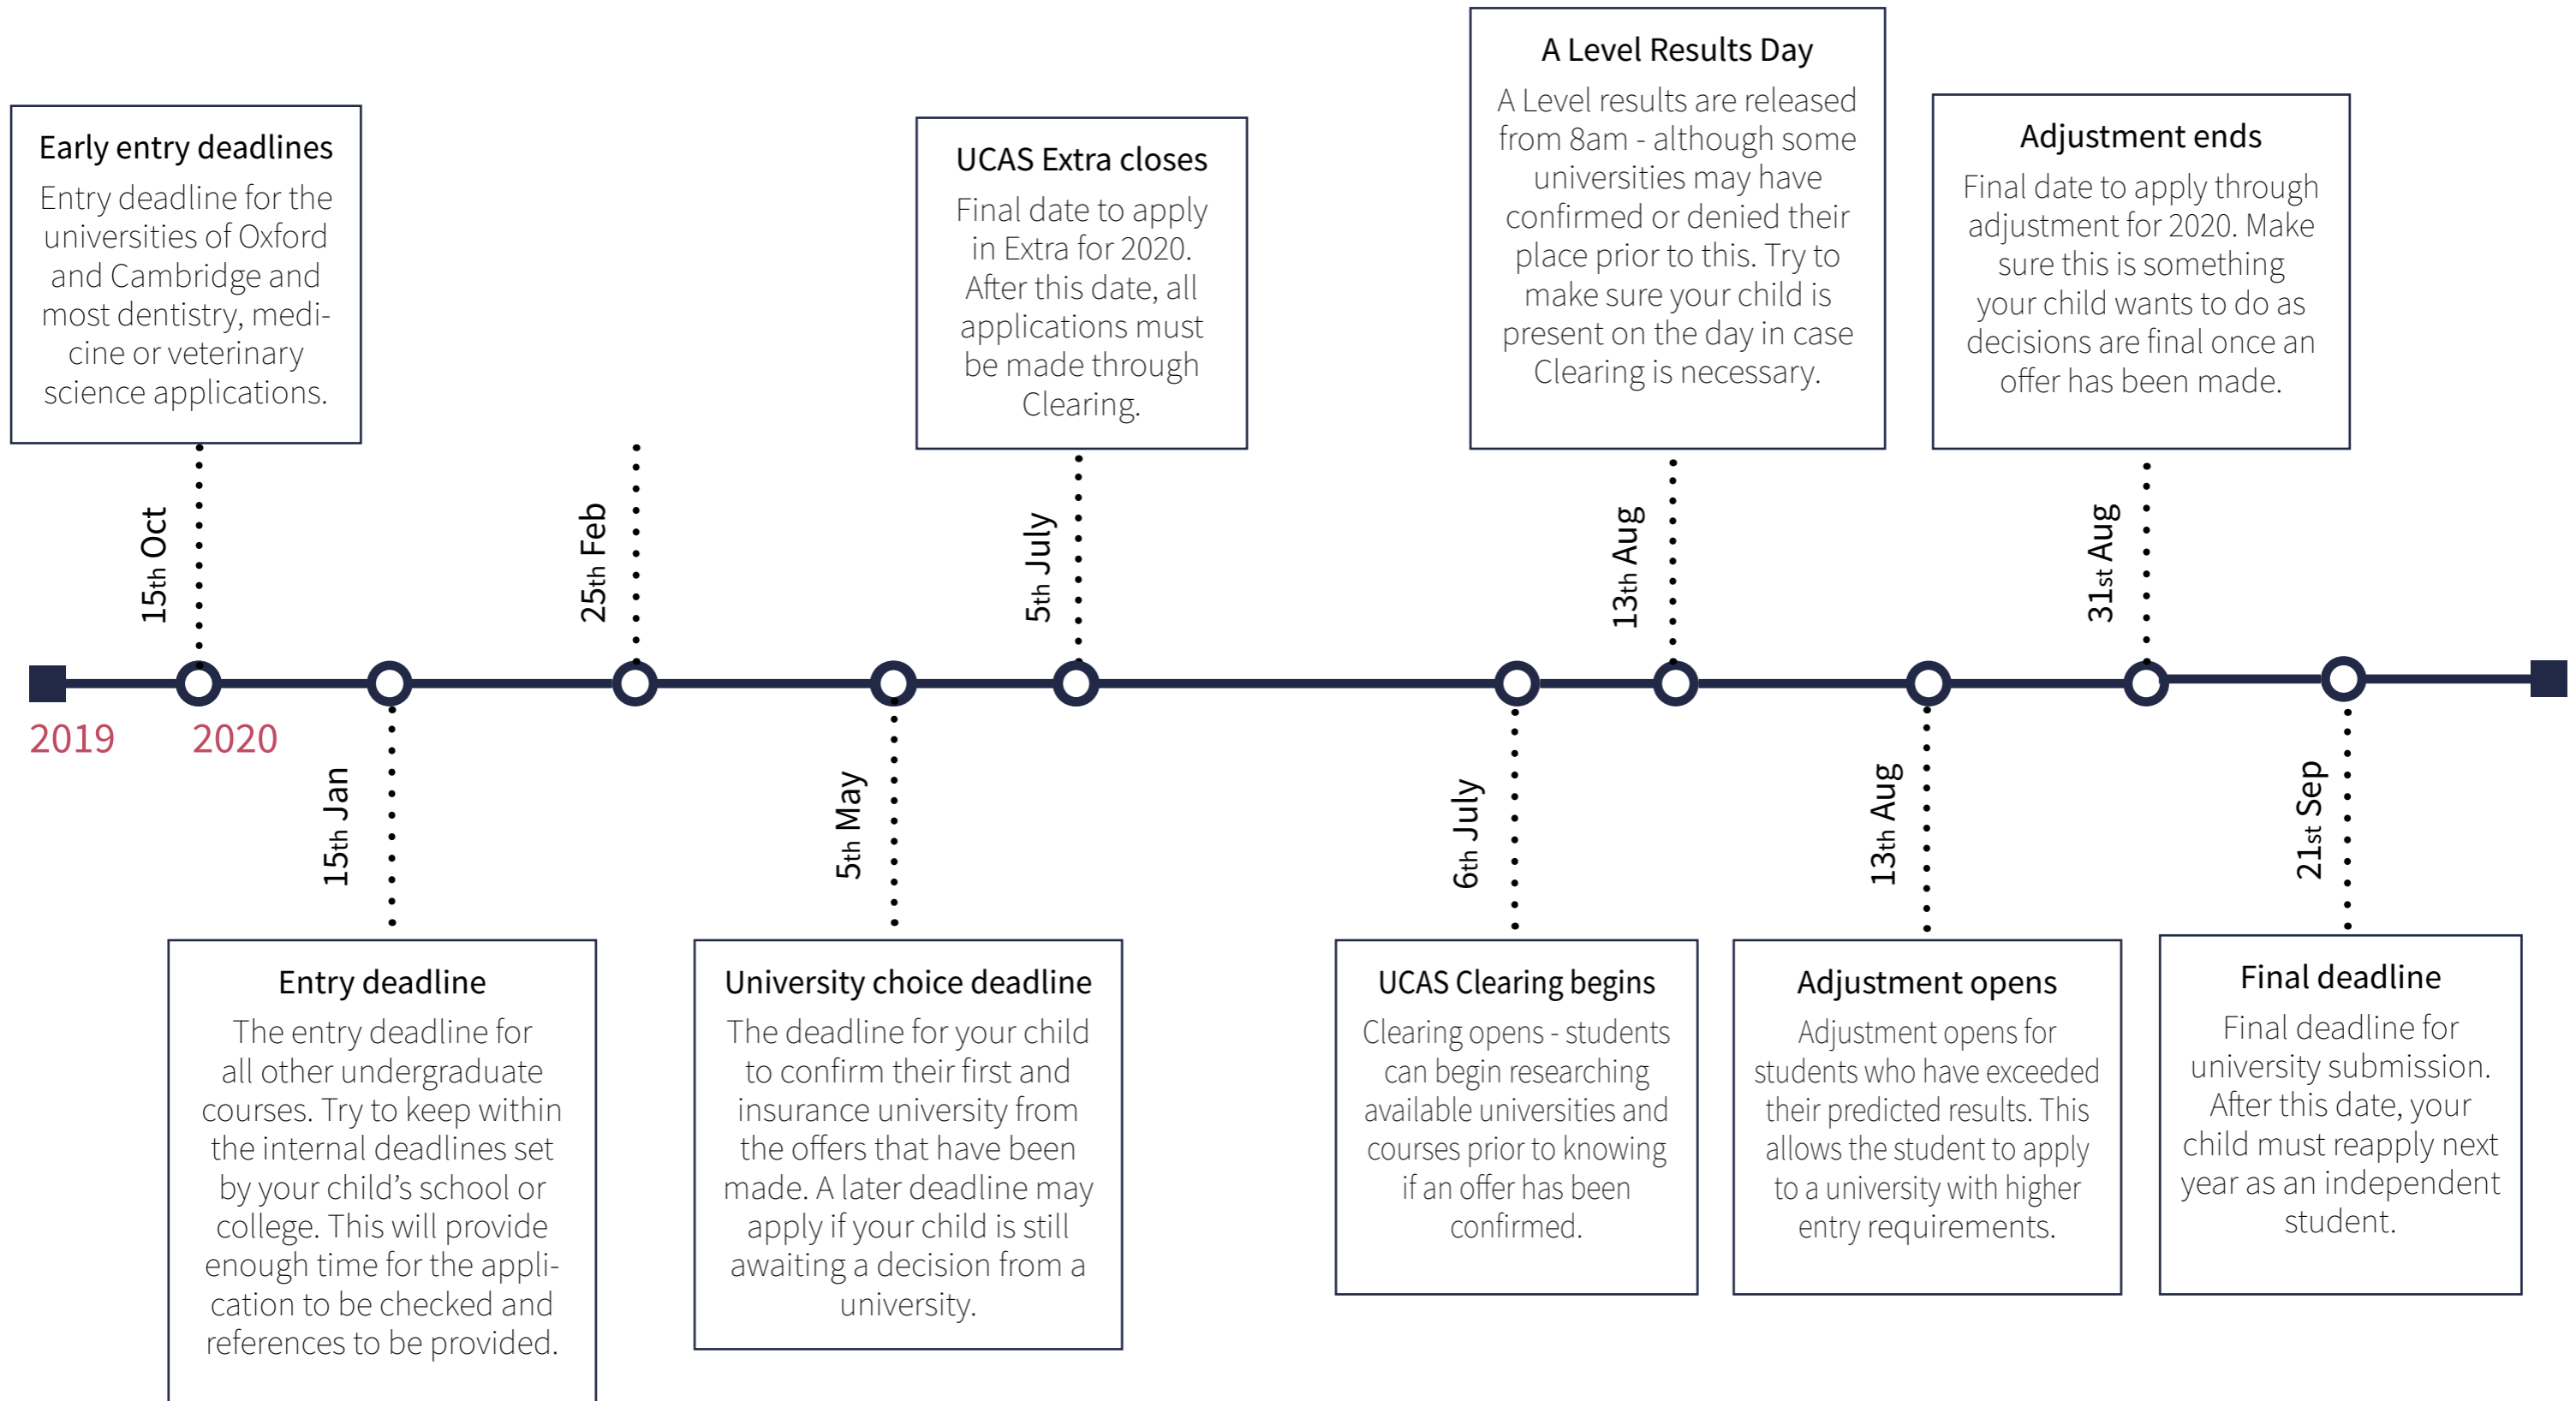 Early entry deadlines
Entry deadline for the
universities of Oxford
and Cambridge and
most dentistry, medi-
cine or veterinary
science applications.
15th Oct
25th Feb
UCAS Extra closes
Final date to apply
in Extra for 2020.
After this date, all
applications must
be made through
Clearing.
5th July
A Level Results Day
A Level results are released
from 8am - although some
universities may have
confirmed or denied their
place prior to this. Try to
make sure your child is
present on the day in case
Clearing is necessary.
13th Aug
Adjustment ends
Final date to apply through
adjustment for 2020. Make
sure this is something
your child wants to do as
decisions are final once an
offer has been made.
31st Aug
2019
2020
15th Jan
Entry deadline
The entry deadline for
all other undergraduate
courses. Try to keep within
the internal deadlines set
by your child’s school or
college. This will provide
enough time for the appli-
cation to be checked and
references to be provided.
5th May
University choice deadline
The deadline for your child
to confirm their first and
insurance university from
the offers that have been
made. A later deadline may
apply if your child is still
awaiting a decision from a
university.
6th July
UCAS Clearing begins
Clearing opens - students
can begin researching
available universities and
courses prior to knowing
if an offer has been
confirmed.
13th Aug
Adjustment opens
Adjustment opens for
students who have exceeded
their predicted results. This
allows the student to apply
to a university with higher
entry requirements.
21st Sep
Final deadline
Final deadline for
university submission.
After this date, your
child must reapply next
year as an independent
student.